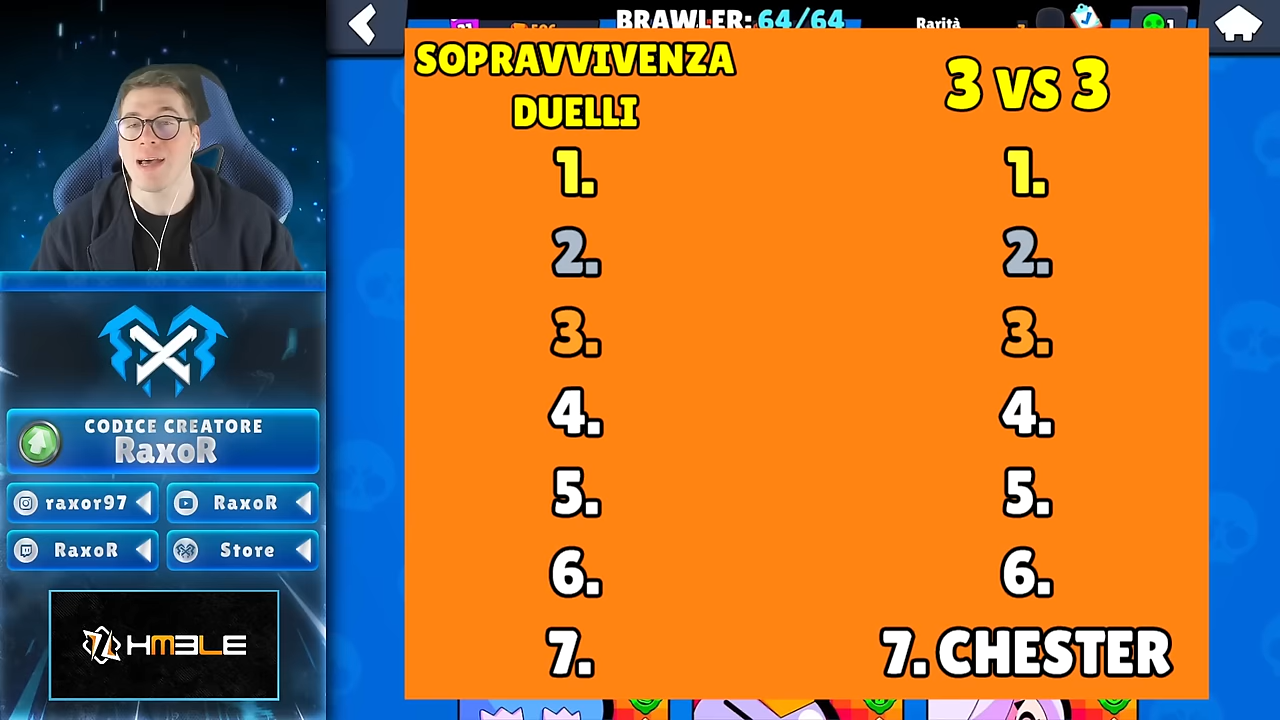 BRAWLER: 64/64
Rarità
SOPRAVVIVENZA
DUELLI
1.
2.
3.
4.
5.
6.
7.
3 VS 3
1.
2.
3.
4.
5.
6.
7. CHESTER
CODICE CREATORE
RaxoR
raxor97
RaxoR
RaxoR
Store
HM3LE